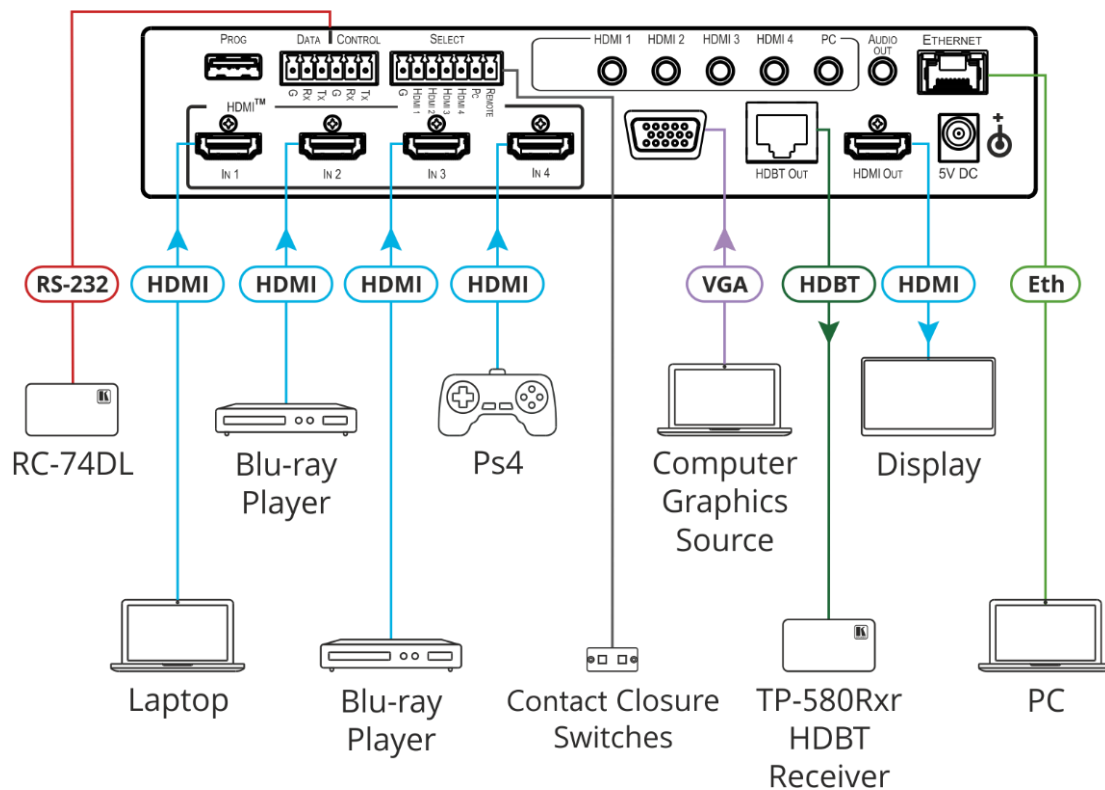 PROG
DATA CONTROL
SELECT
HDMI 1
HDMI 2
HDMI 3
HDMI 4
PC
AUDIO
OUT
ETHERNET
G
RX
TX
G
RX
TX
G
HDMI 1
HDMI 2
HDMI 3
HDMI 4
PC
REMOTE
HDMI™
IN 1
IN 2
IN 3
IN 4
HDBT OUT
HDMI OUT
5V DC
+
RS-232
HDMI
HDMI
HDMI
HDMI
VGA
HDBT
HDMI
Eth
K
RC-74DL
Blu-ray
Player
Ps4
Computer
Graphics
Source
Display
Laptop
Blu-ray
Player
Contact Closure
Switches
K
TP-580Rxr
HDBT
Receiver
PC